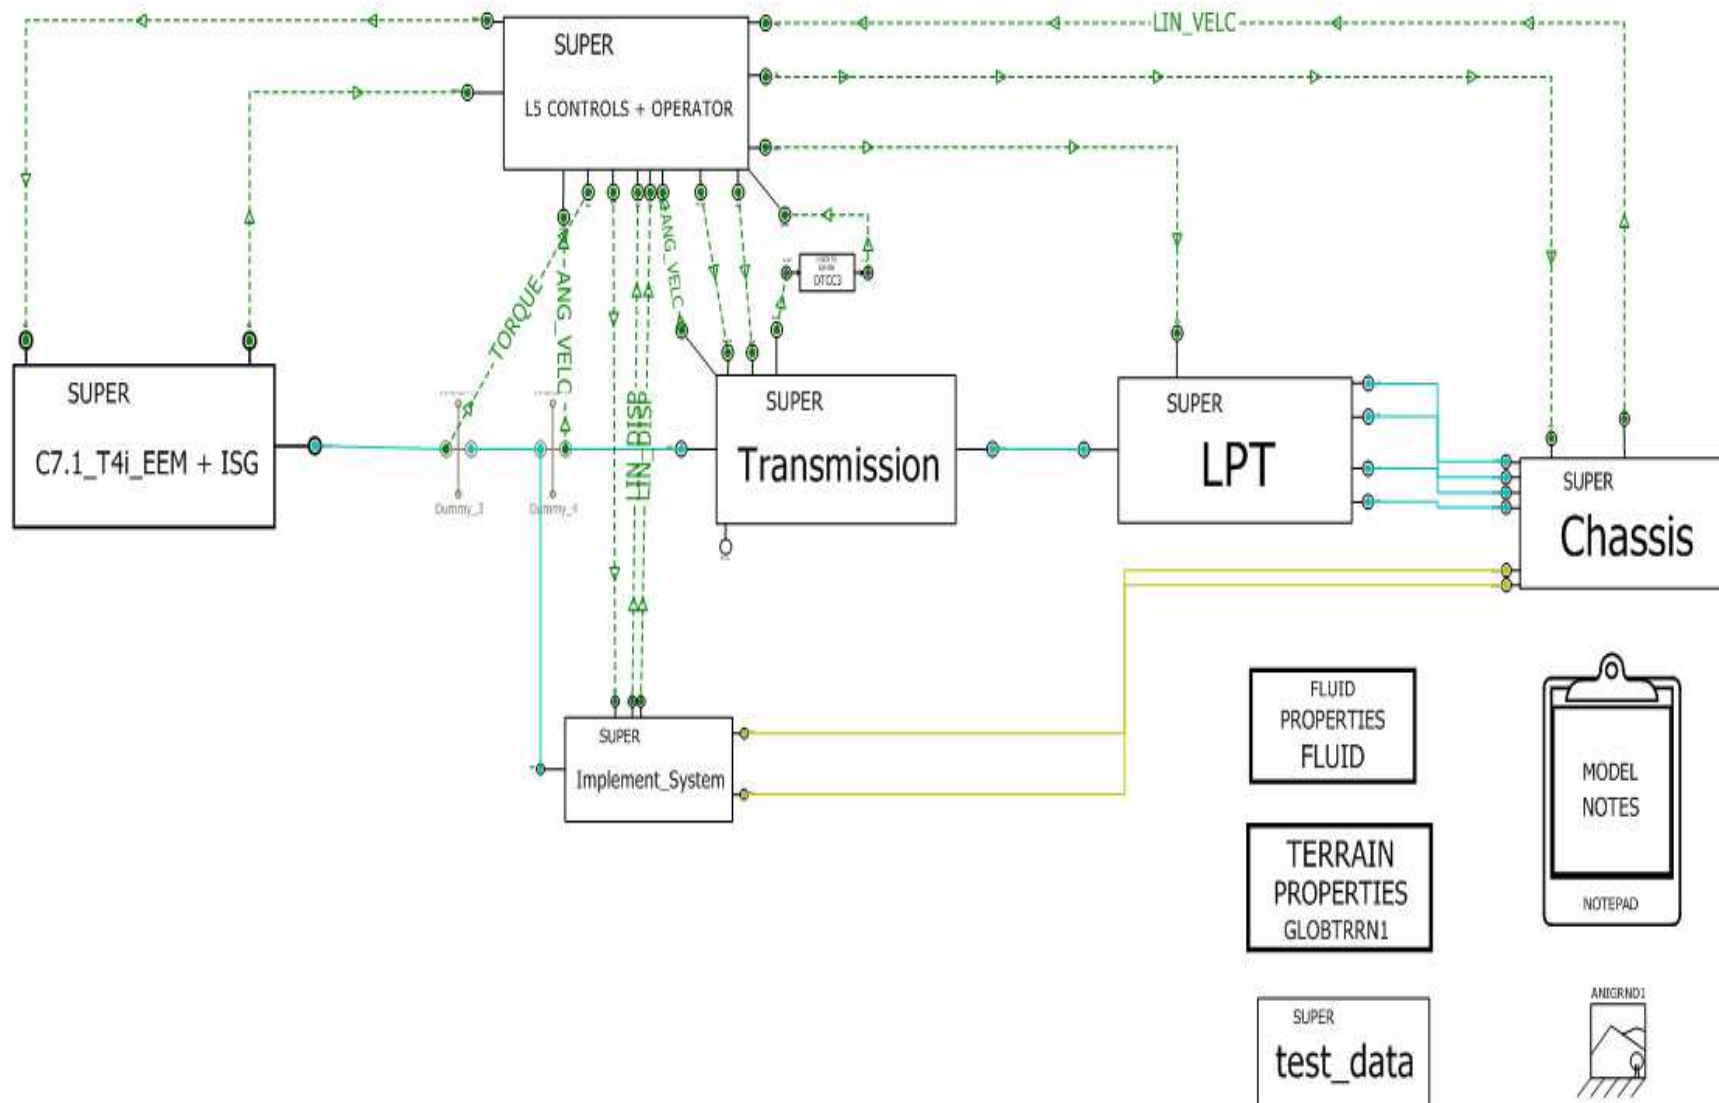 LIN_VELC
SUPER
L5 CONTROLS + OPERATOR
TORQUE
ANG_VELC
ANG_VELC
DTCC3
SUPER
C7.1_T4i_EEM + ISG
Dummy_3
Dummy_4
LIN_DISP
LIN_DISP
SUPER
Transmission
SUPER
LPT
SUPER
Chassis
SUPER
Implement_System
FLUID
PROPERTIES
FLUID
MODEL
NOTES
NOTEPAD
TERRAIN
PROPERTIES
GLOBTRRN1
SUPER
test_data
ANIGRND1